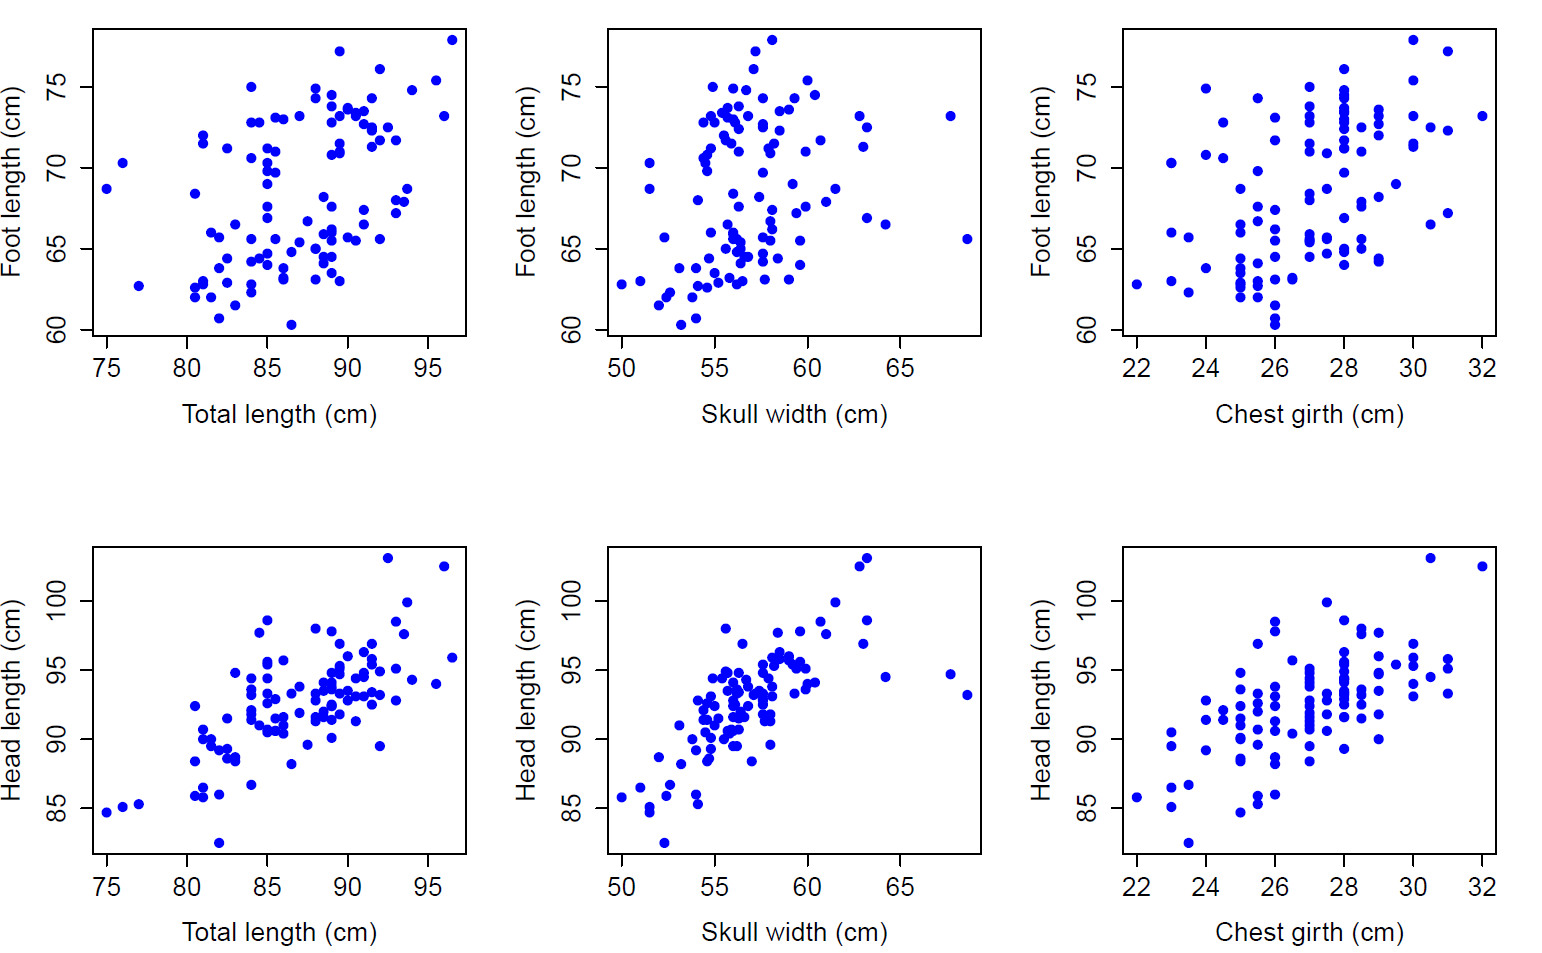 Foot length (cm)
75
70
65
60
75 80 85 90 95
Total length (cm)
Foot length (cm)
75
70
65
60
50 55 60 65
Skull width (cm)
Foot length (cm)
75
70
65
60
22 24 26 28 30 32
Chest girth (cm)
Head length (cm)
100
95
90
85
75 80 85 90 95
Total length (cm)
Head length (cm)
100
95
90
85
50 55 60 65
Skull width (cm)
Head length (cm)
100
95
90
85
22 24 26 28 30 32
Chest girth (cm)